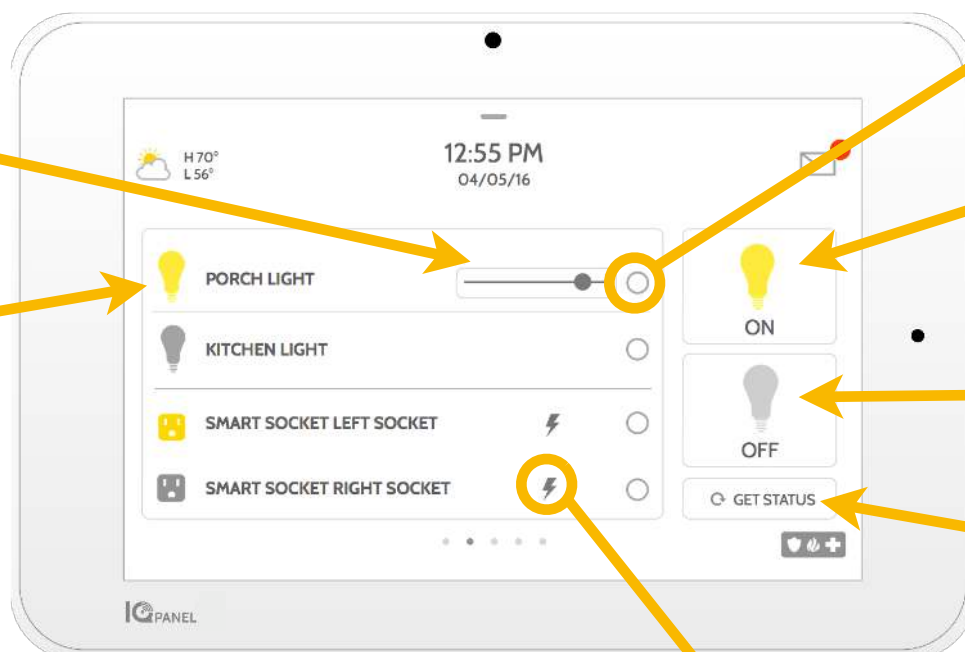 H 70°
L 56°
12:55 PM
04/05/16
PORCH LIGHT
KITCHEN LIGHT
SMART SOCKET LEFT SOCKET
SMART SOCKET RIGHT SOCKET
ON
OFF
GET STATUS
IQ PANEL